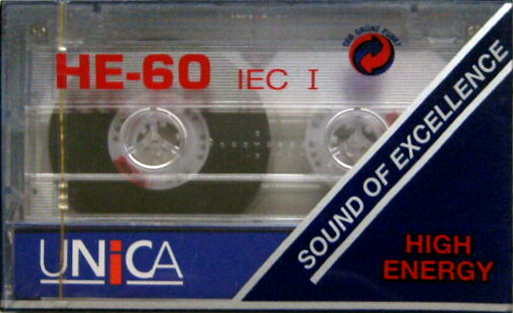 DER GRÜNE PUNKT
HE-60 IEC I
SOUND OF EXCELLENCE
UNiCA
HIGH
ENERGY